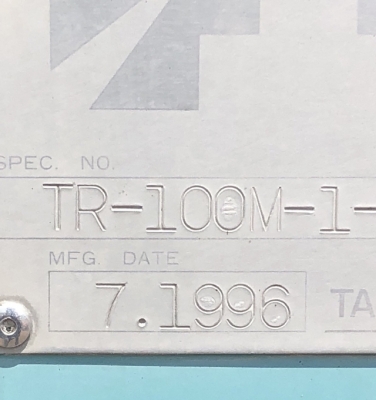 SPEC. NO.
TR-100M-1-
MFG. DATE
7.1996
TA